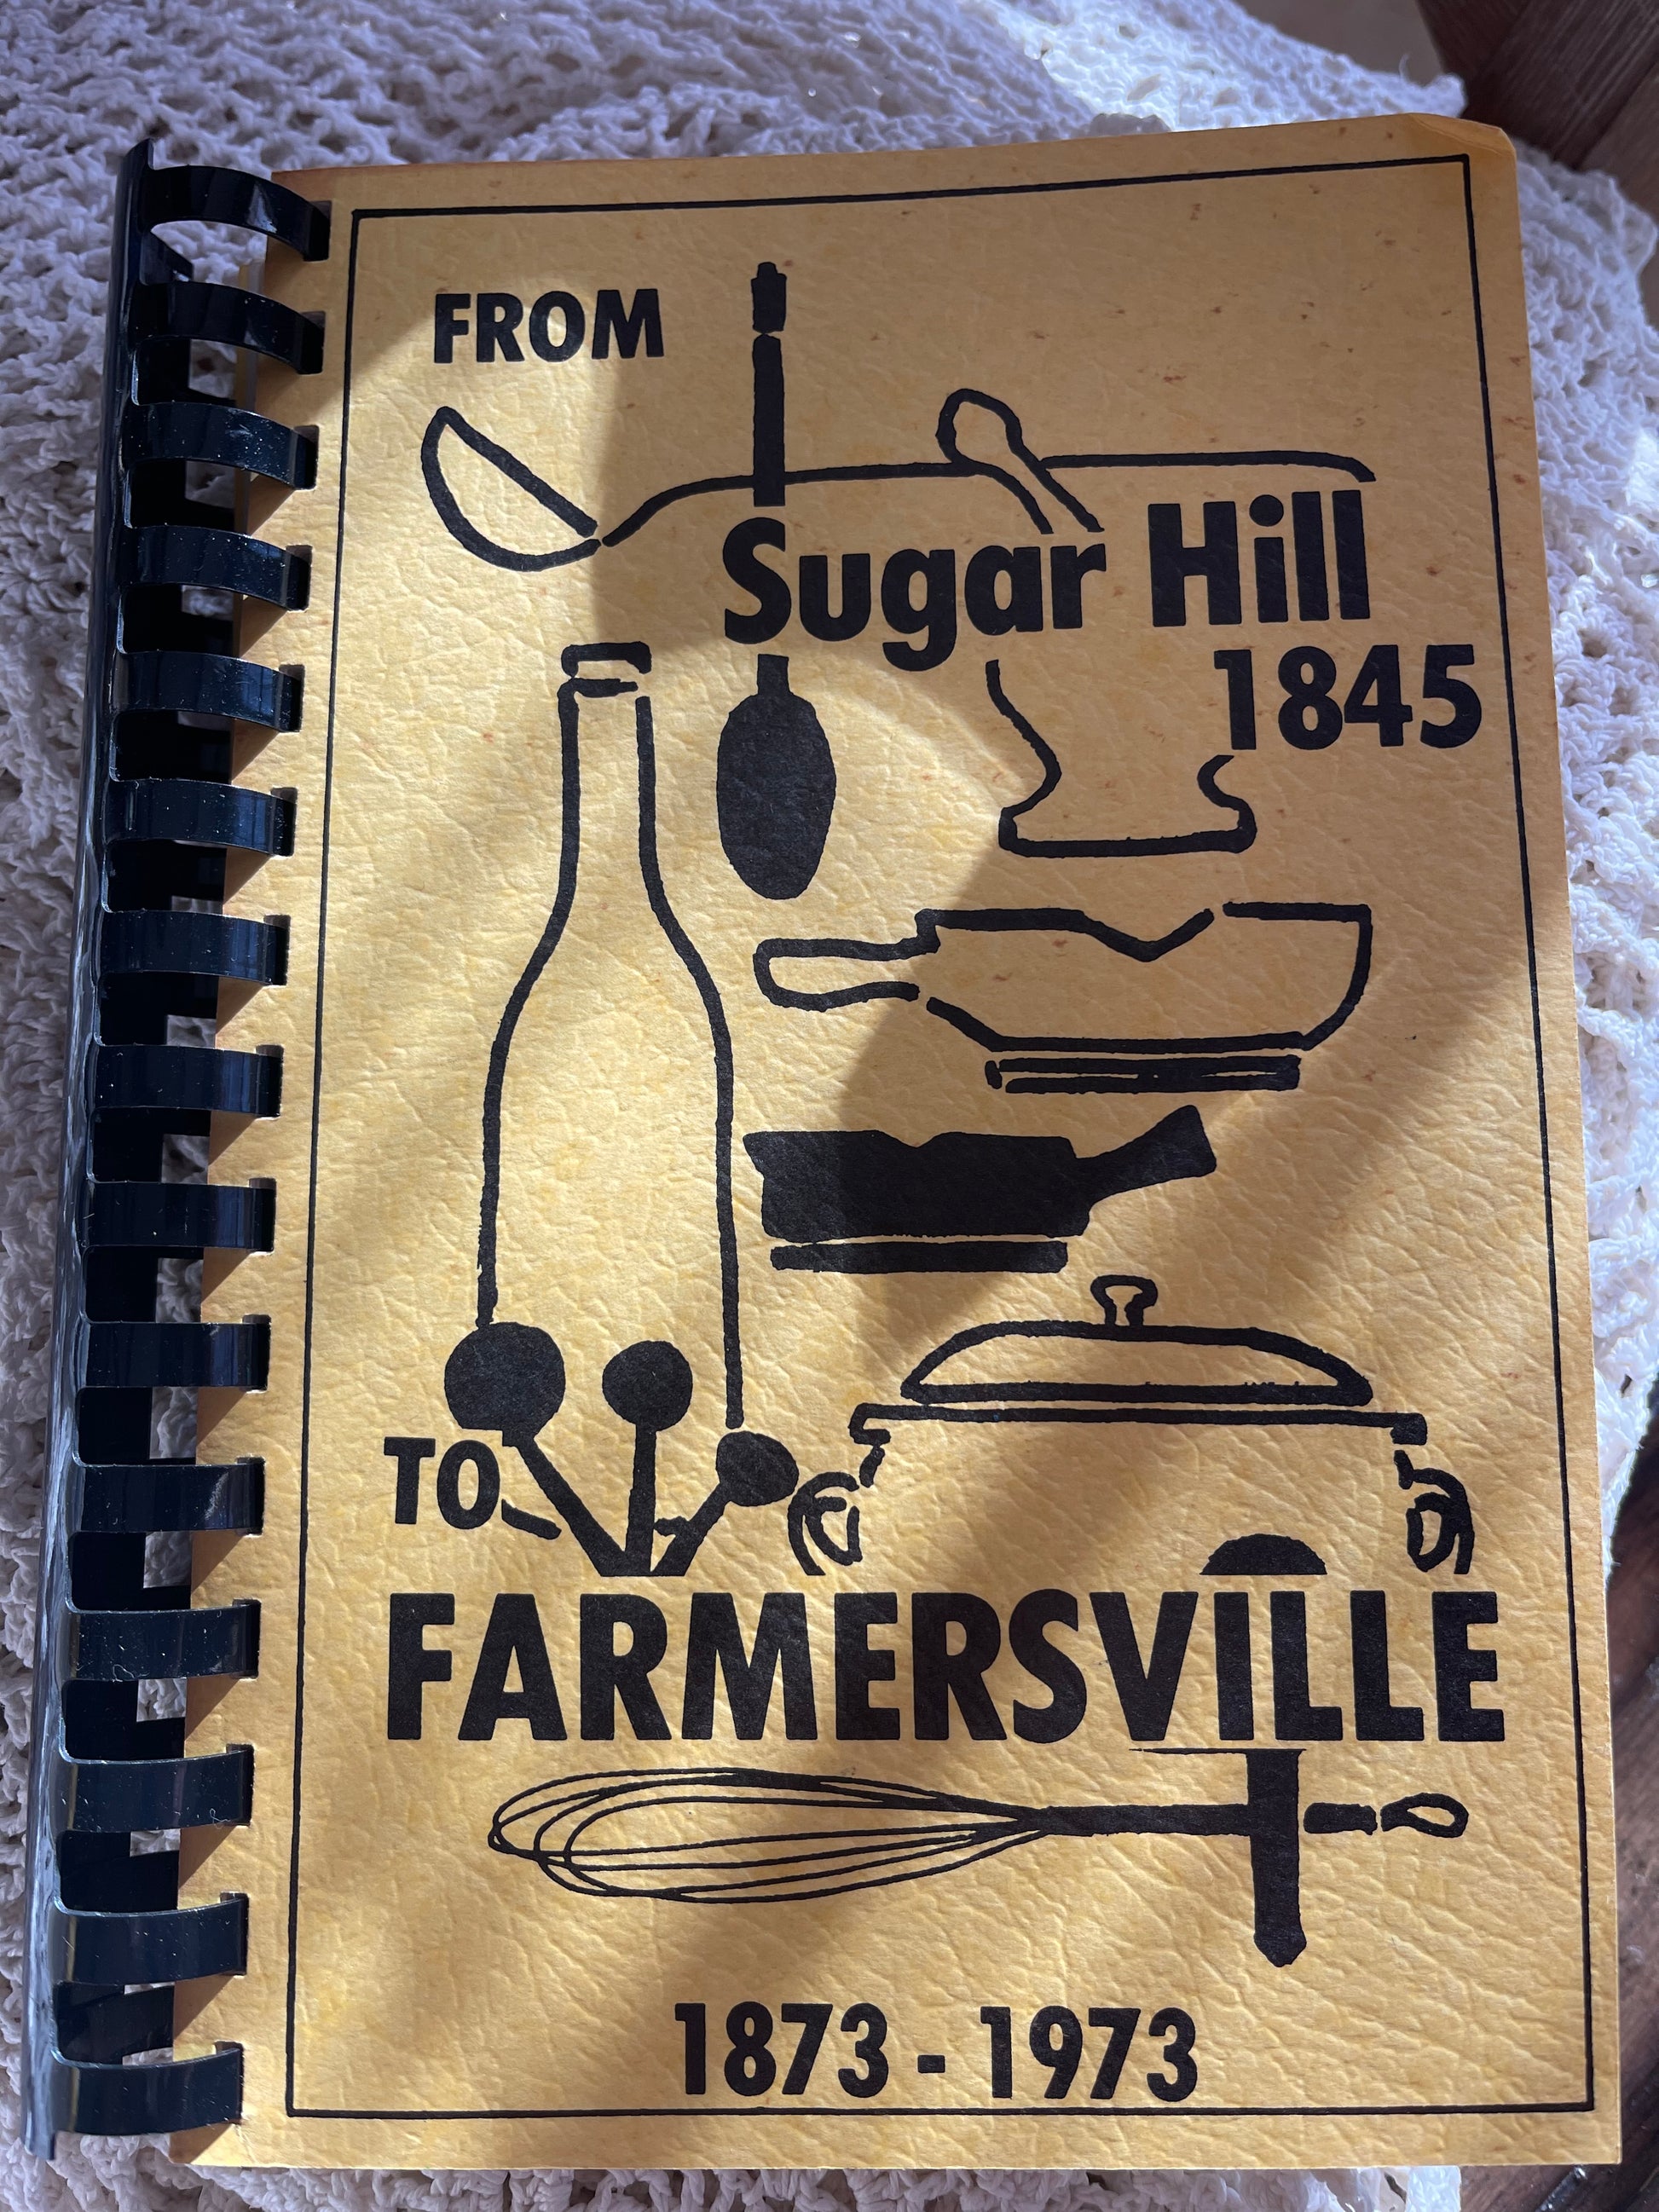 FROM
Sugar Hill
1845
TO
FARMERSVILLE
1873 - 1973